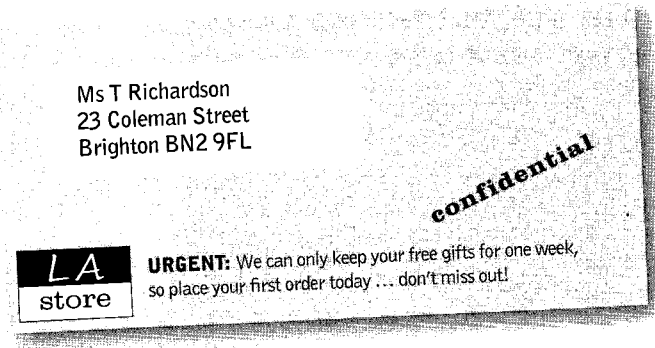 Ms T Richardson
23 Coleman Street
Brighton BN2 9FL
confidential
LA
store
URGENT: We can only keep your free gifts for one week,
so place your first order today ... don't miss out!